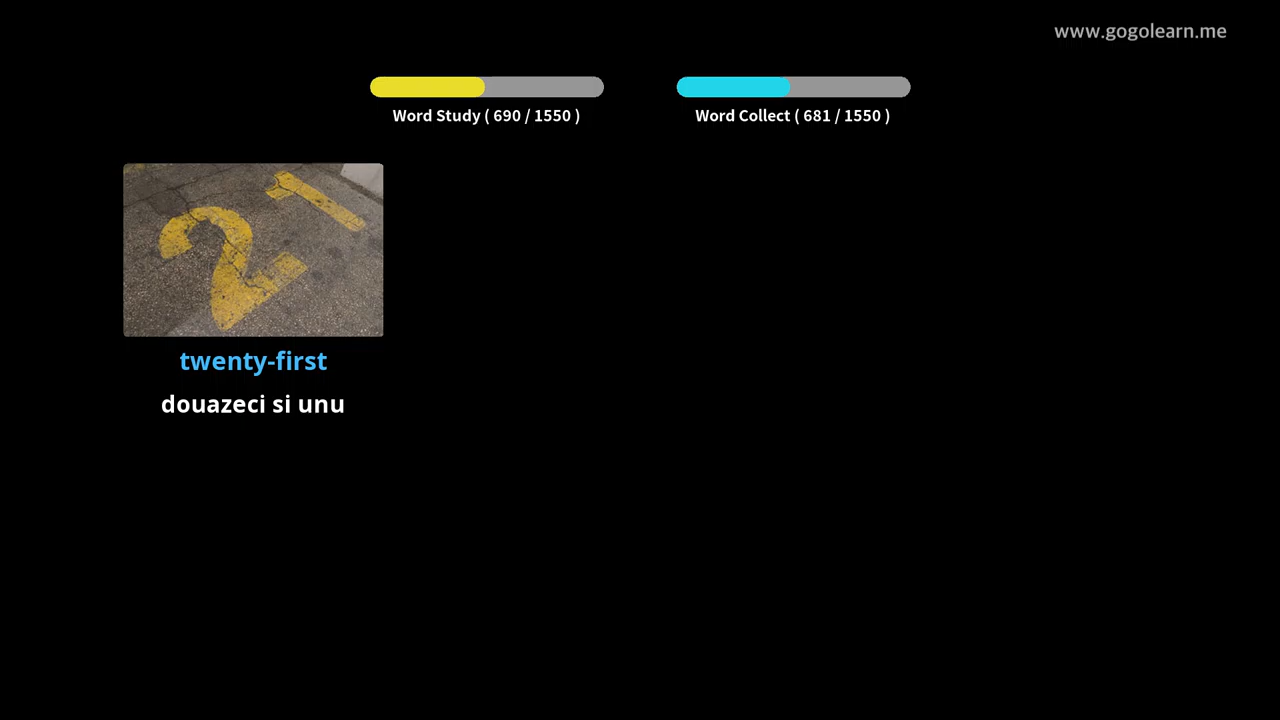 www.gogolearn.me
Word Study ( 690 / 1550 )
Word Collect ( 681 / 1550 )
21
twenty-first
douazeci si unu